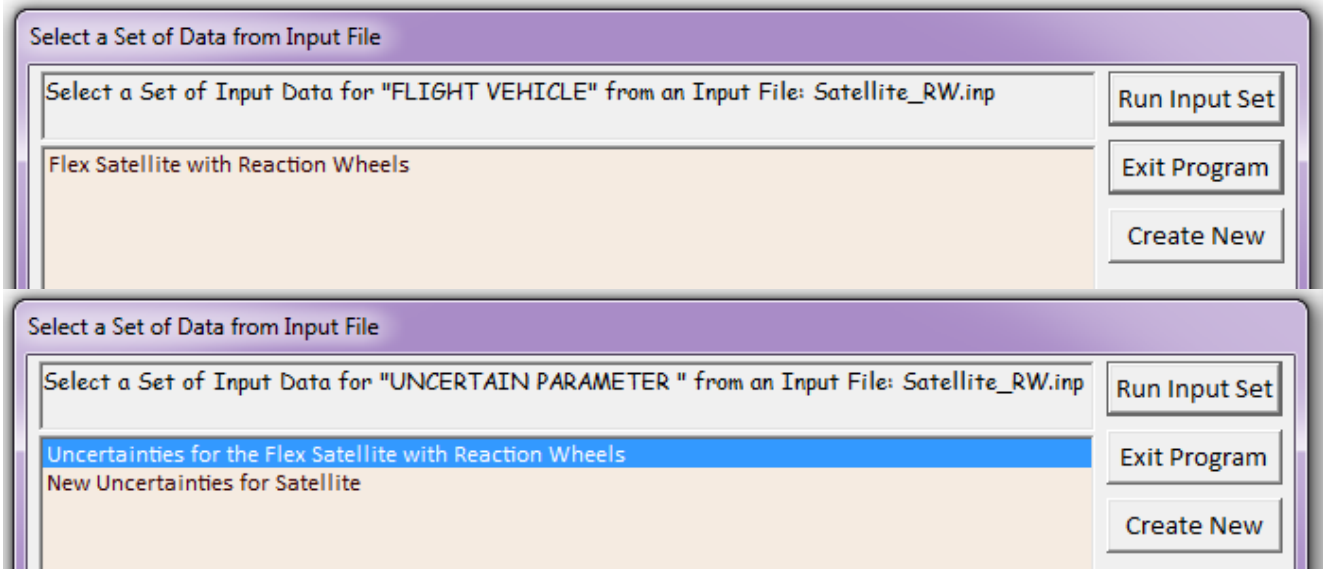 Select a Set of Data from Input File
Select a Set of Input Data for "FLIGHT VEHICLE" from an Input File: Satellite_RW.inp
Run Input Set
Flex Satellite with Reaction Wheels
Exit Program
Create New
Select a Set of Data from Input File
Select a Set of Input Data for "UNCERTAIN PARAMETER " from an Input File: Satellite_RW.inp
Run Input Set
Uncertainties for the Flex Satellite with Reaction Wheels
Exit Program
New Uncertainties for Satellite
Create New